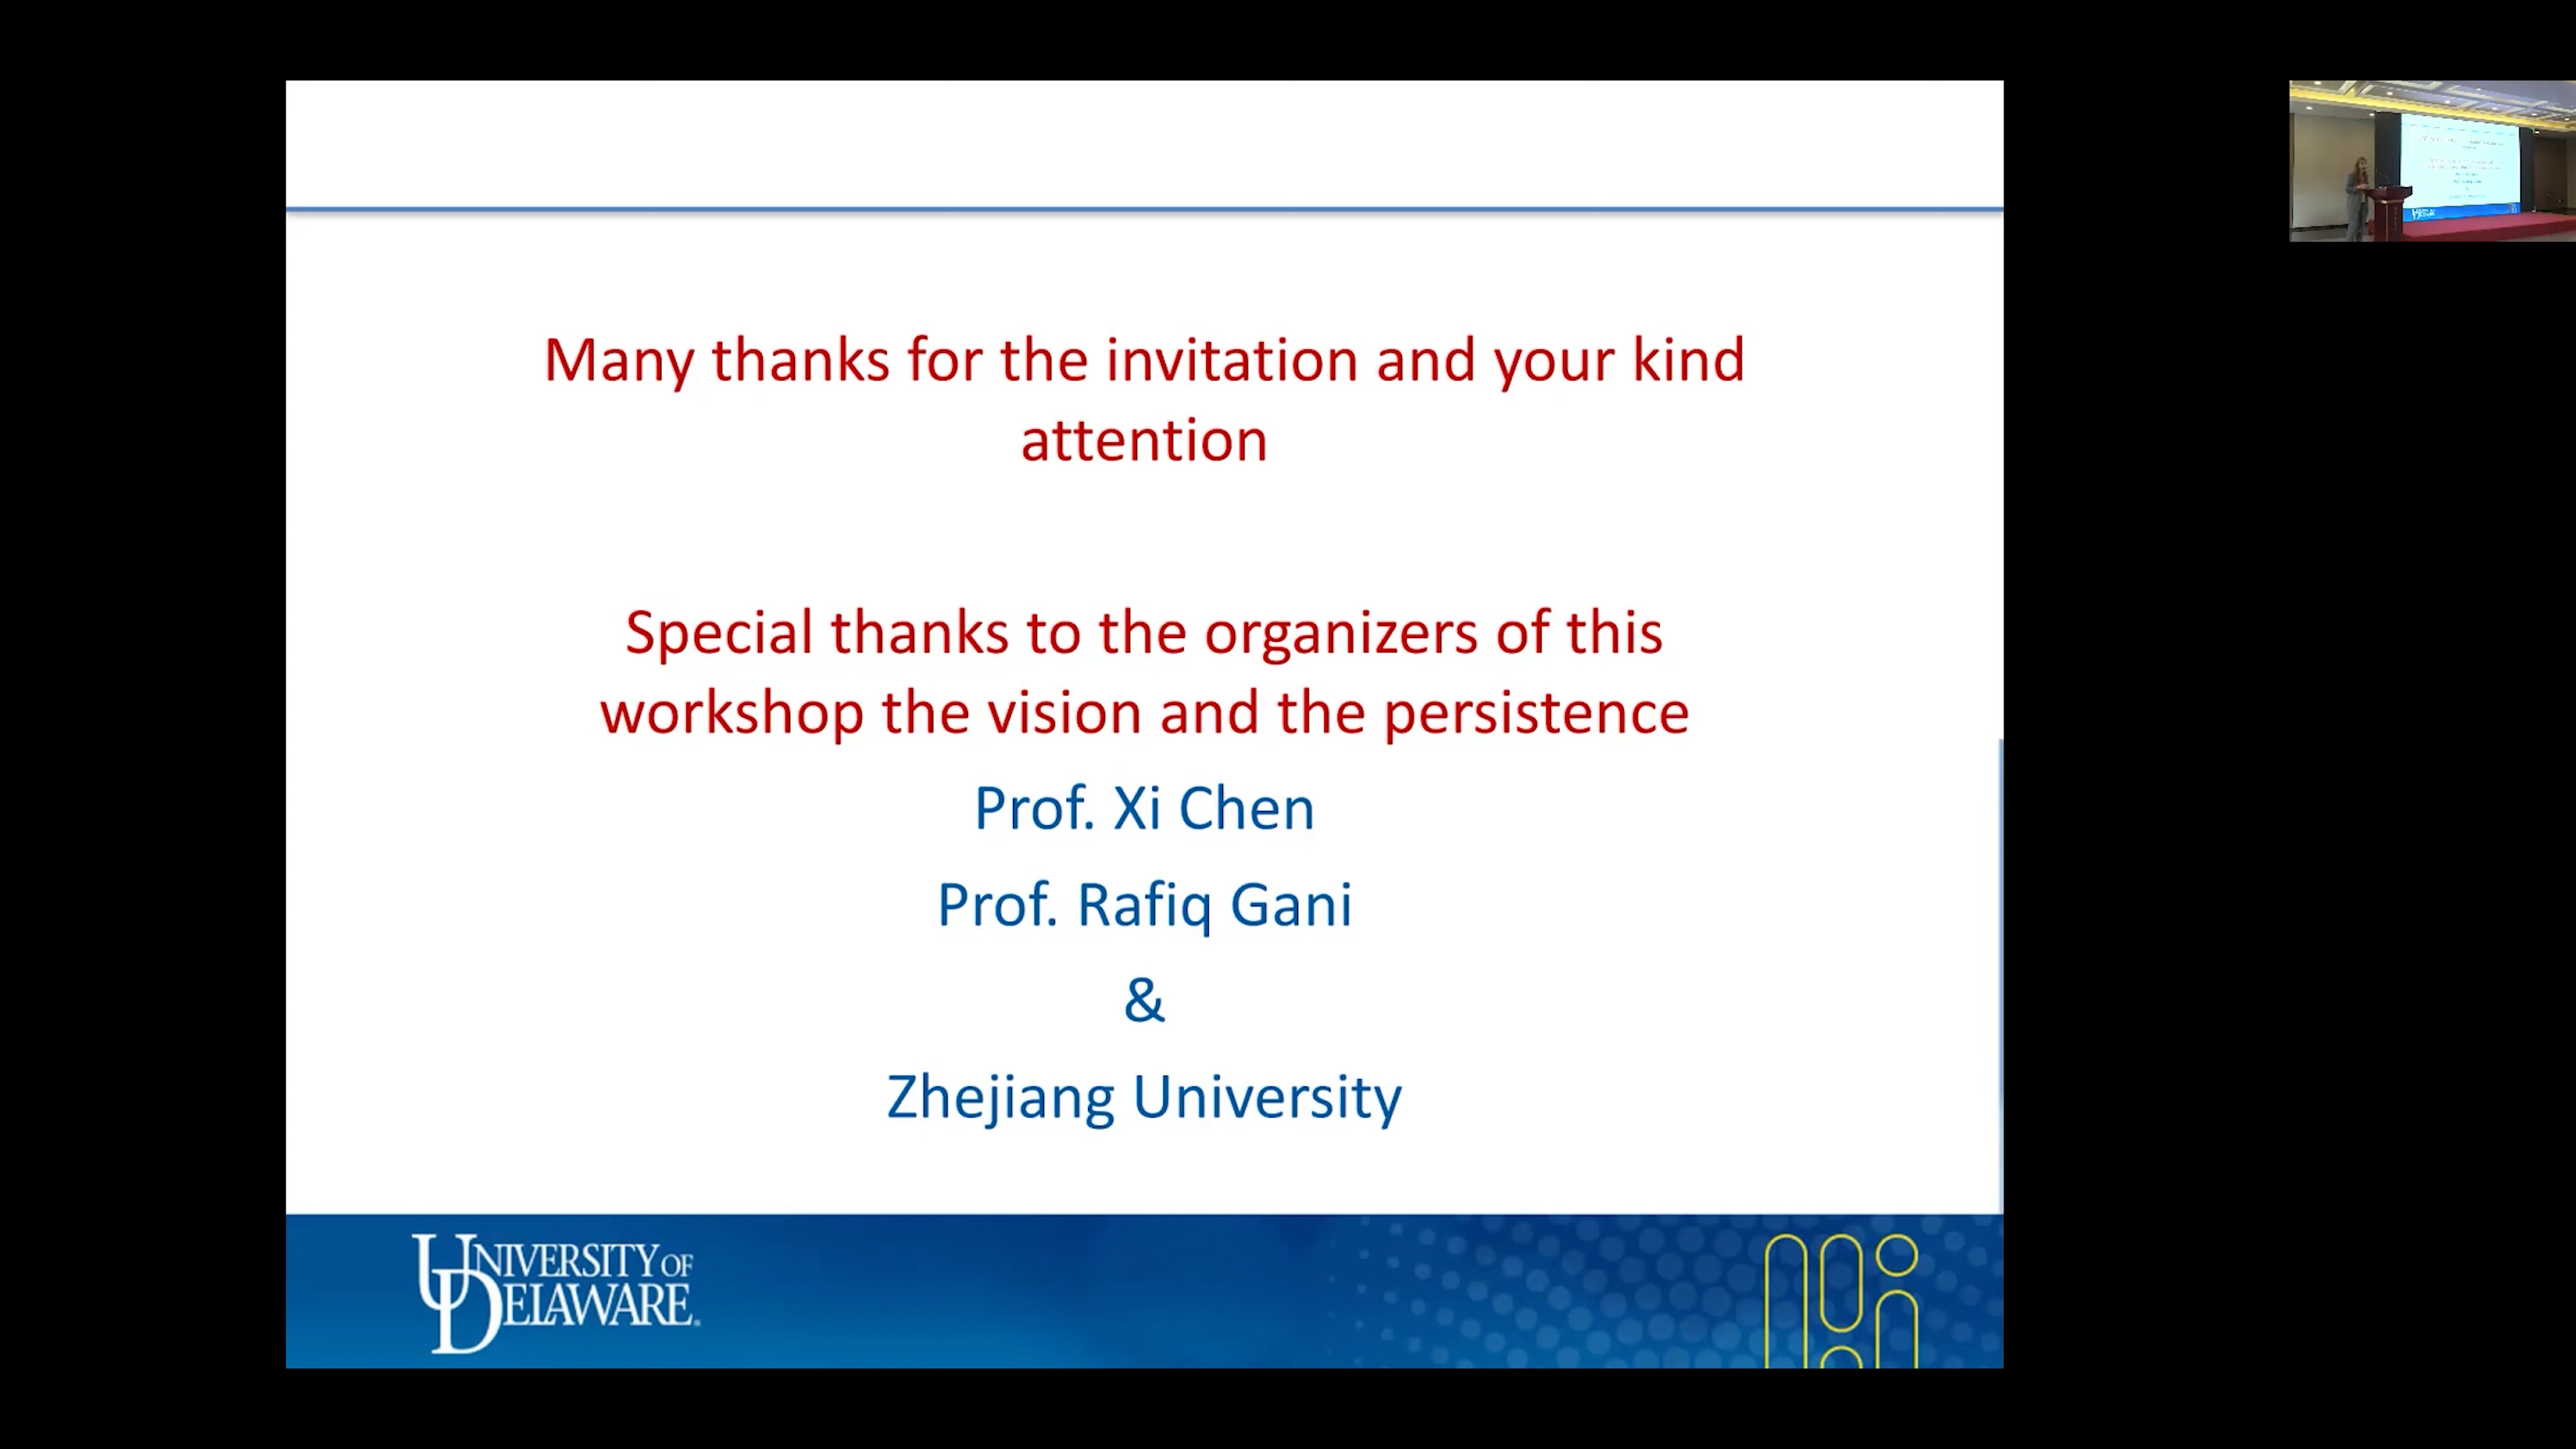 Many thanks for the invitation and your kind
attention
Special thanks to the organizers of this
workshop the vision and the persistence
Prof. Xi Chen
Prof. Rafiq Gani
&
Zhejiang University
UNIVERSITY OF
DELAWARE